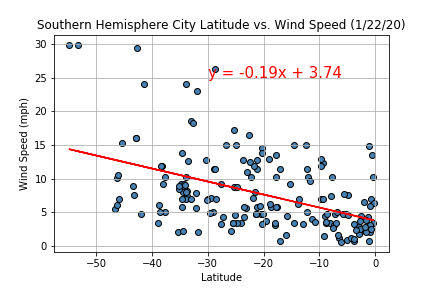 Southern Hemisphere City Latitude vs. Wind Speed (1/22/20)
30
25
20
15
10
5
0
Wind Speed (mph)
y = -0.19x + 3.74
−50 −40 −30 −20 −10 0
Latitude